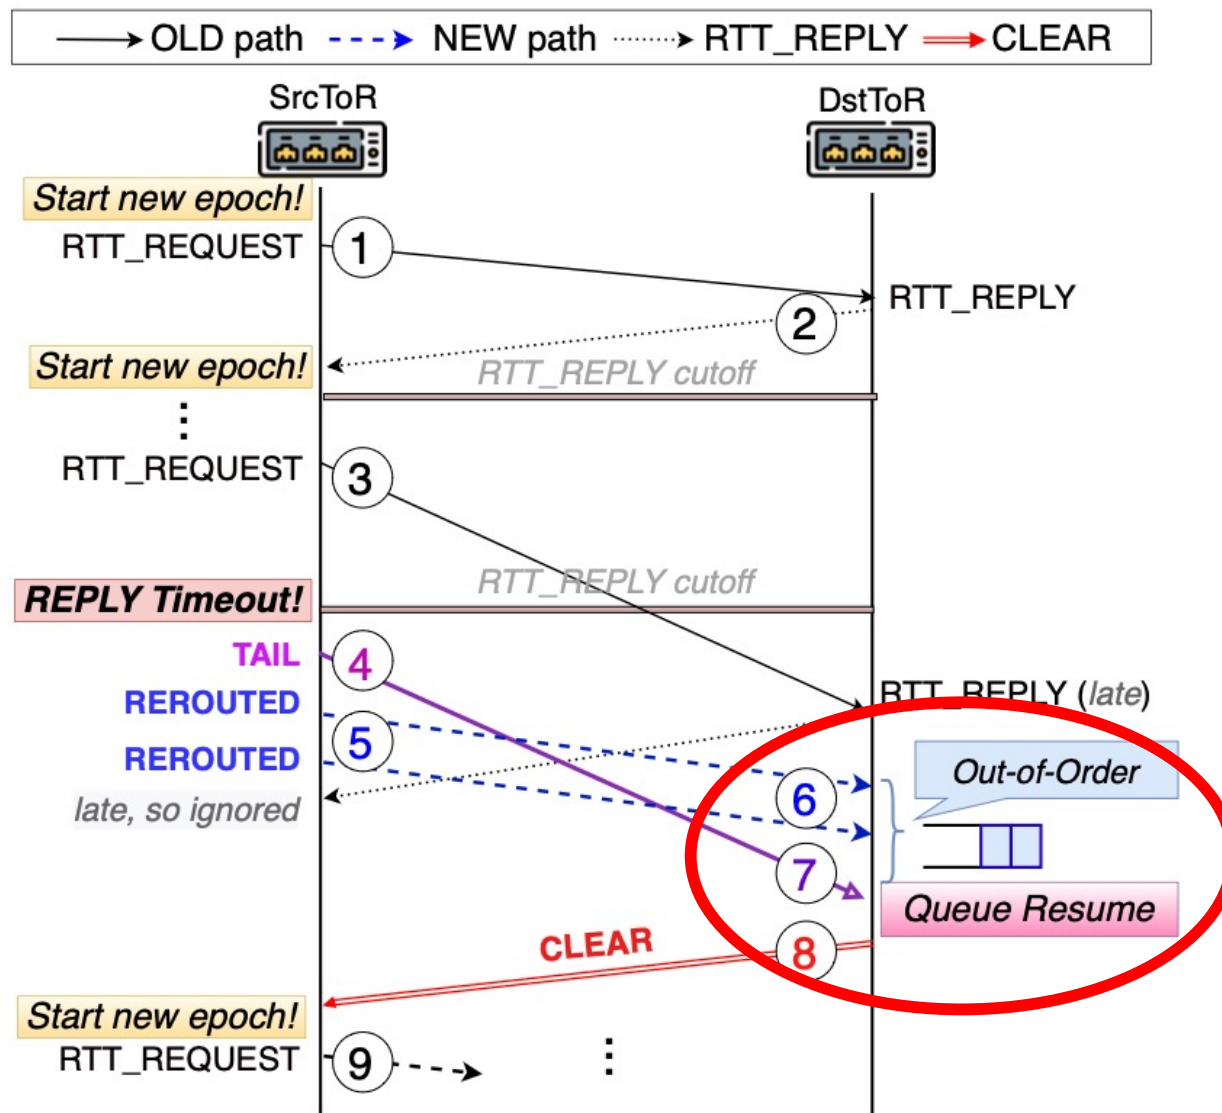 OLD path NEW path RTT_REPLY CLEAR
SrcToR DstToR
Start new epoch!
RTT_REQUEST 1
RTT_REPLY
2
Start new epoch! RTT_REPLY cutoff
⋮
RTT_REQUEST 3
RTT_REPLY cutoff
REPLY Timeout!
TAIL 4
RTT_REPLY (late)
REROUTED
5
REROUTED
Out-of-Order
6
late, so ignored
7
Queue Resume
CLEAR 8
Start new epoch!
RTT_REQUEST 9 ⋮